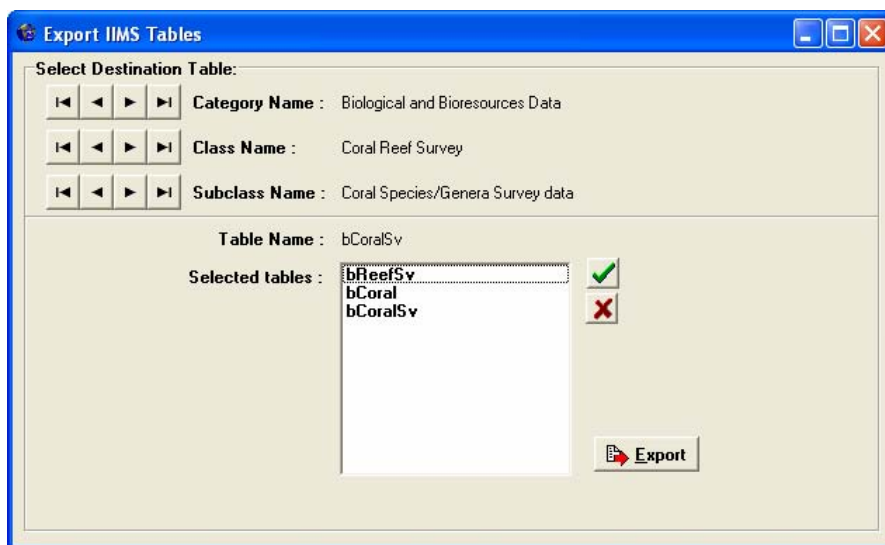 Export IIMS Tables
Select Destination Table:
Category Name : Biological and Bioresources Data
Class Name : Coral Reef Survey
Subclass Name : Coral Species/Genera Survey data
Table Name : bCoralSv
Selected tables : bReefSv
bCoral
bCoralSv
Export